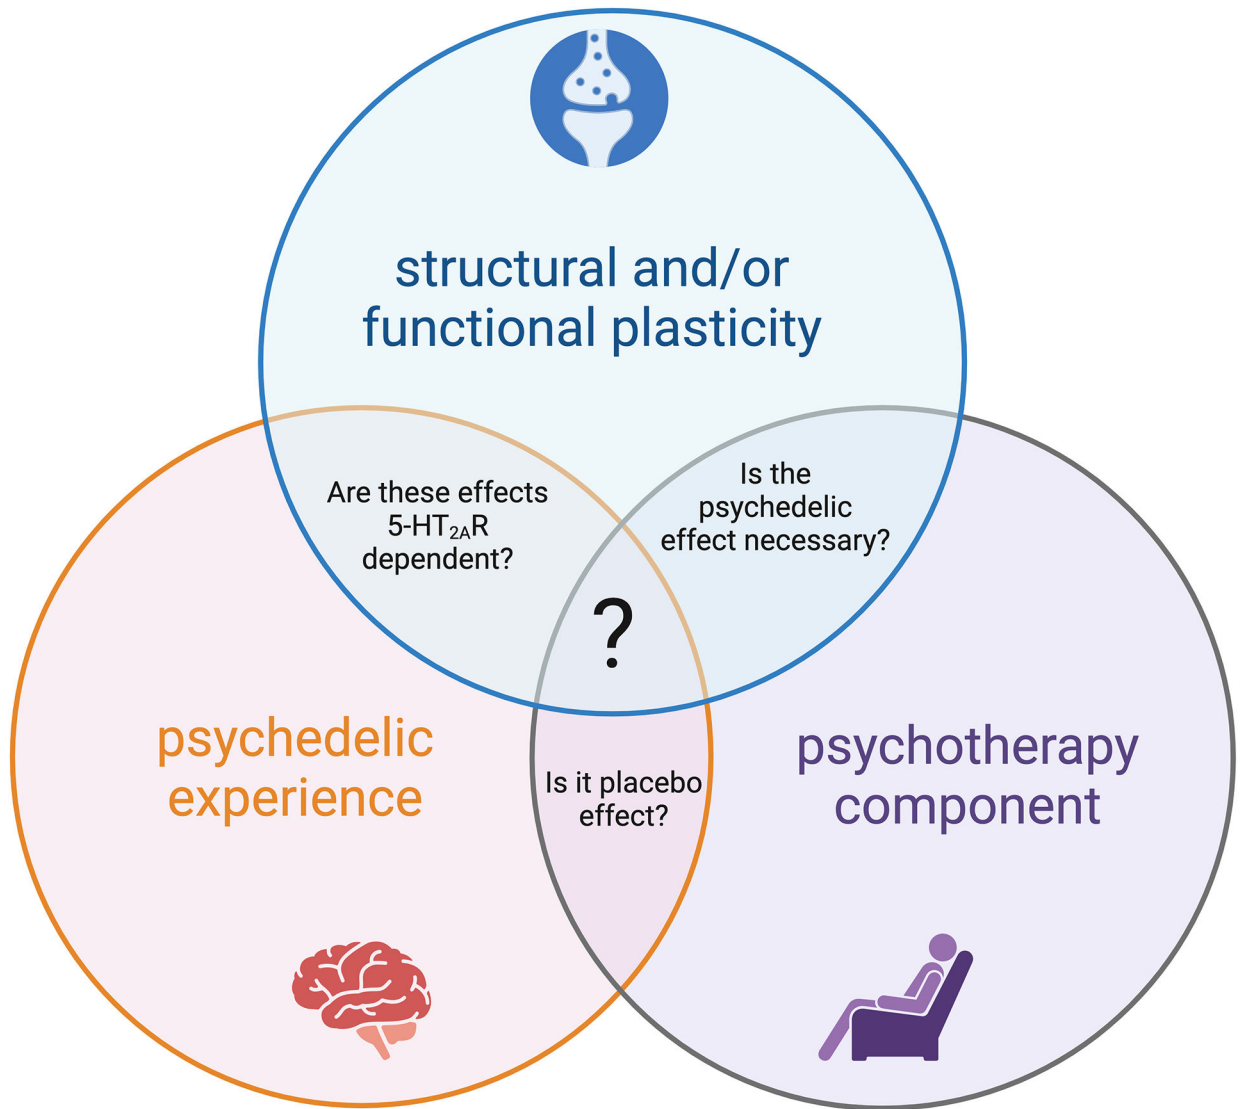 structural and/or
functional plasticity
Are these effects
5-HT₂ₐR
dependent?
Is the
psychedelic
effect necessary?
?
psychedelic
experience
Is it placebo
effect?
psychotherapy
component